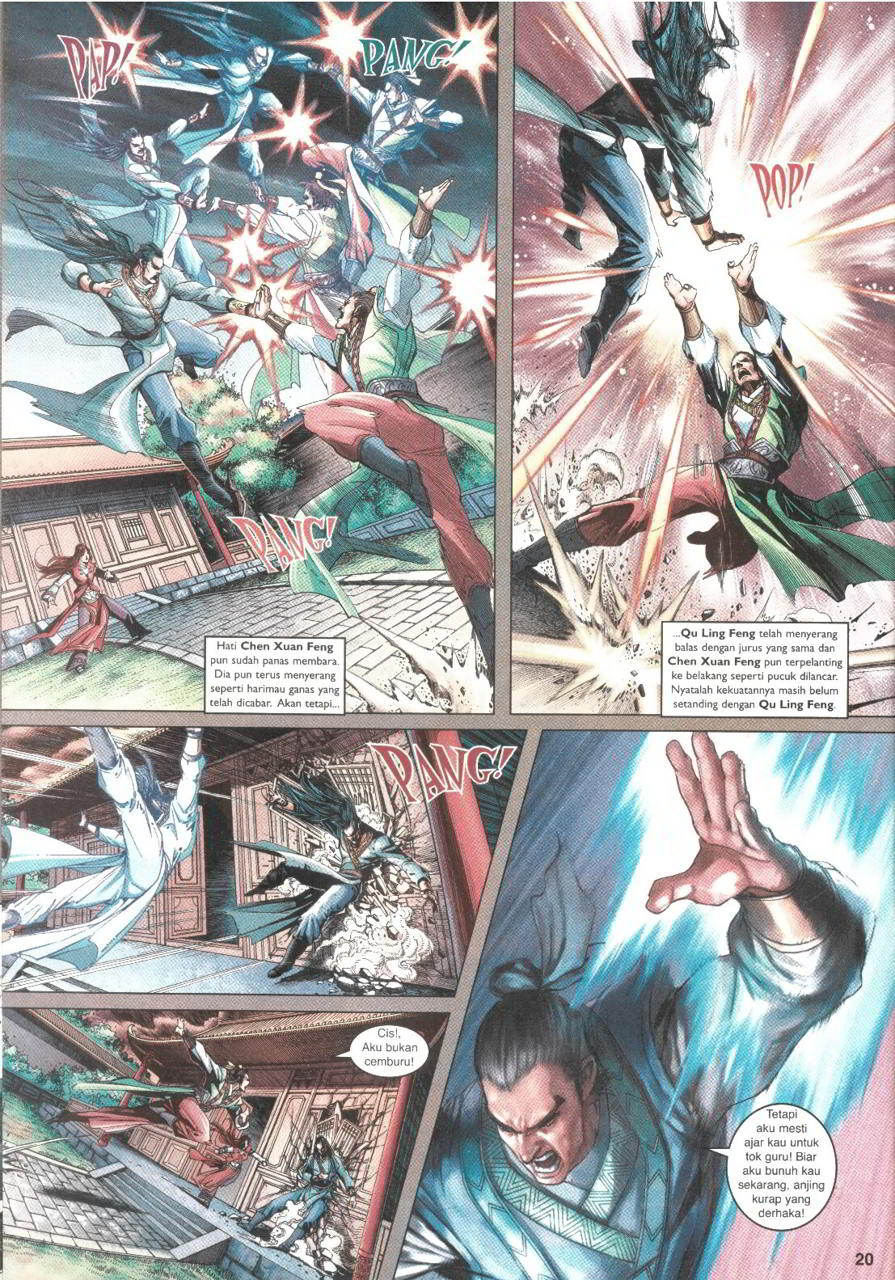 PAP!
PANG!
PANG!
Hati Chen Xuan Feng
pun sudah panas membara.
Dia pun terus menyerang
seperti harimau ganas yang
telah dicabar. Akan tetapi...
POP!
...Qu Ling Feng telah menyerang
balas dengan jurus yang sama dan
Chen Xuan Feng pun terpelanting
ke belakang seperti pucuk dilancar.
Nyatalah kekuatannya masih belum
setanding dengan Qu Ling Feng.
PANG!
Cis!,
Aku bukan
cemburu!
Tetapi
aku mesti
ajar kau untuk
tok guru! Biar
aku bunuh kau
sekarang, anjing
kurap yang
derhaka!
20